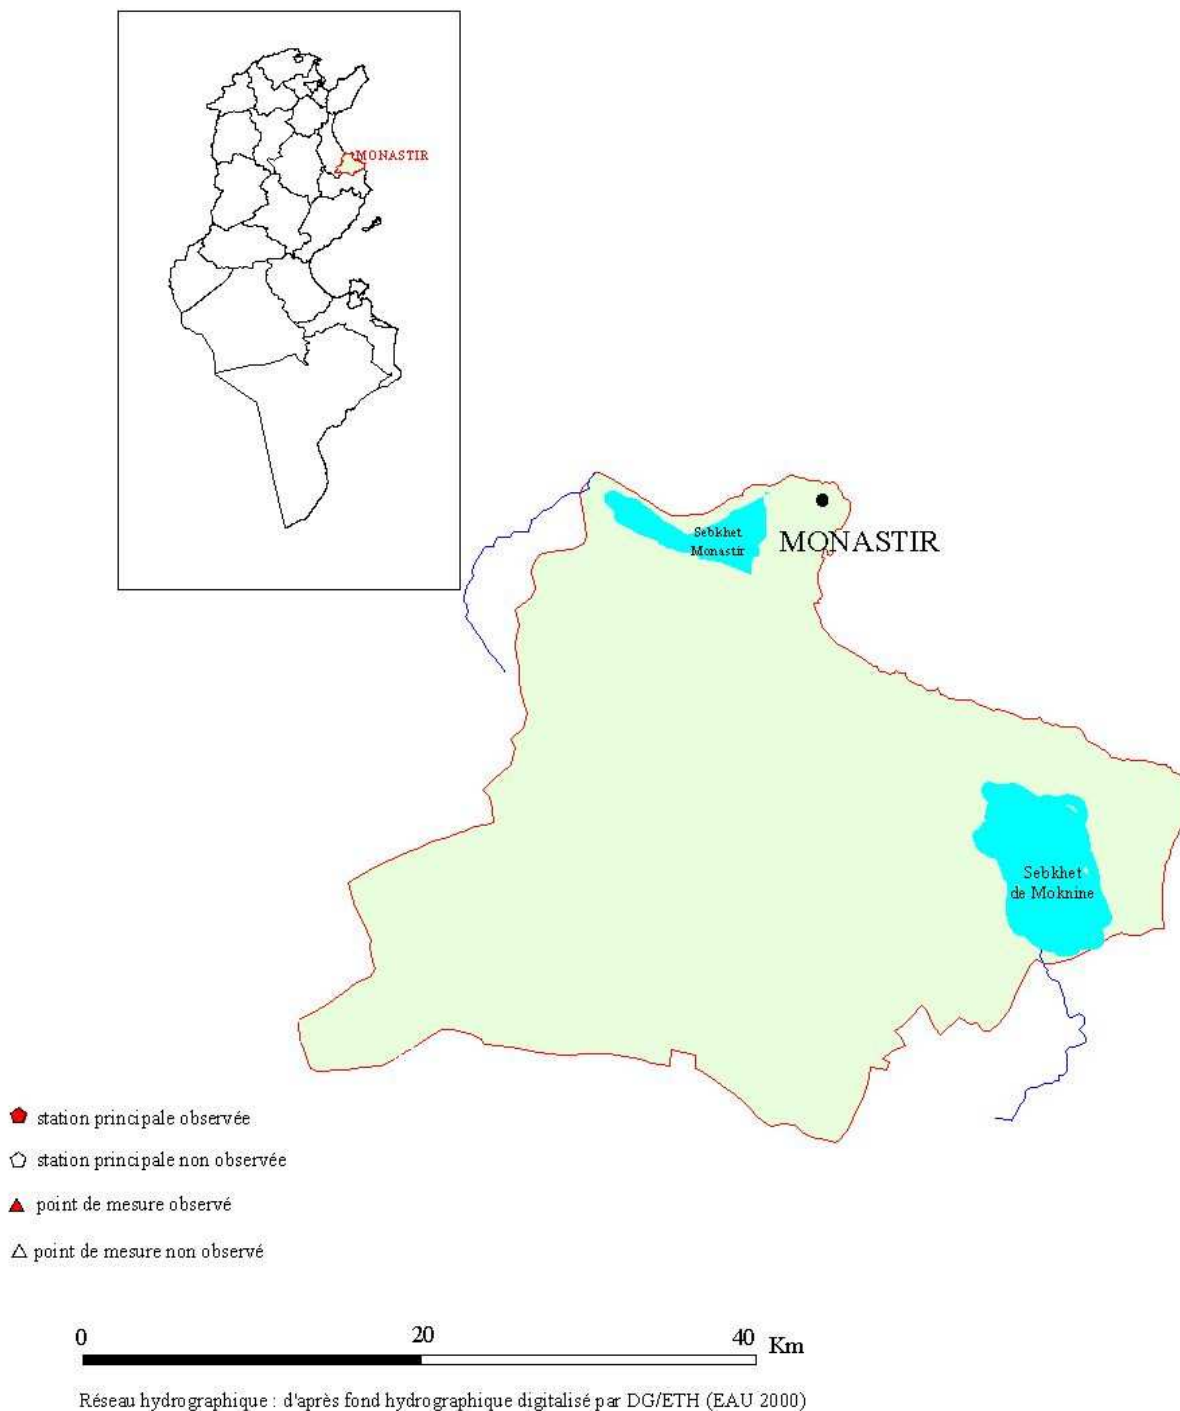 MONASTIR
Sebkhet
Monastir
MONASTIR
Sebkhet
de Moknine
station principale observée
station principale non observée
point de mesure observé
point de mesure non observé
0 20 40 Km
Réseau hydrographique : d'après fond hydrographique digitalisé par DG/ETH (EAU 2000)